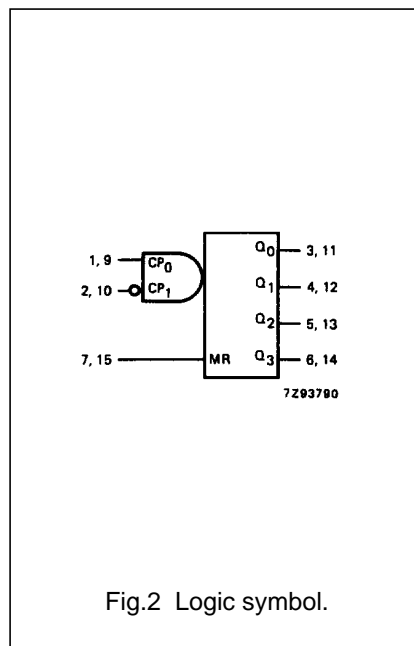 1, 9 CP0 Q0 3, 11
2, 10 CP1 Q1 4, 12
Q2 5, 13
7, 15 MR Q3 6, 14
7Z93790
Fig.2 Logic symbol.